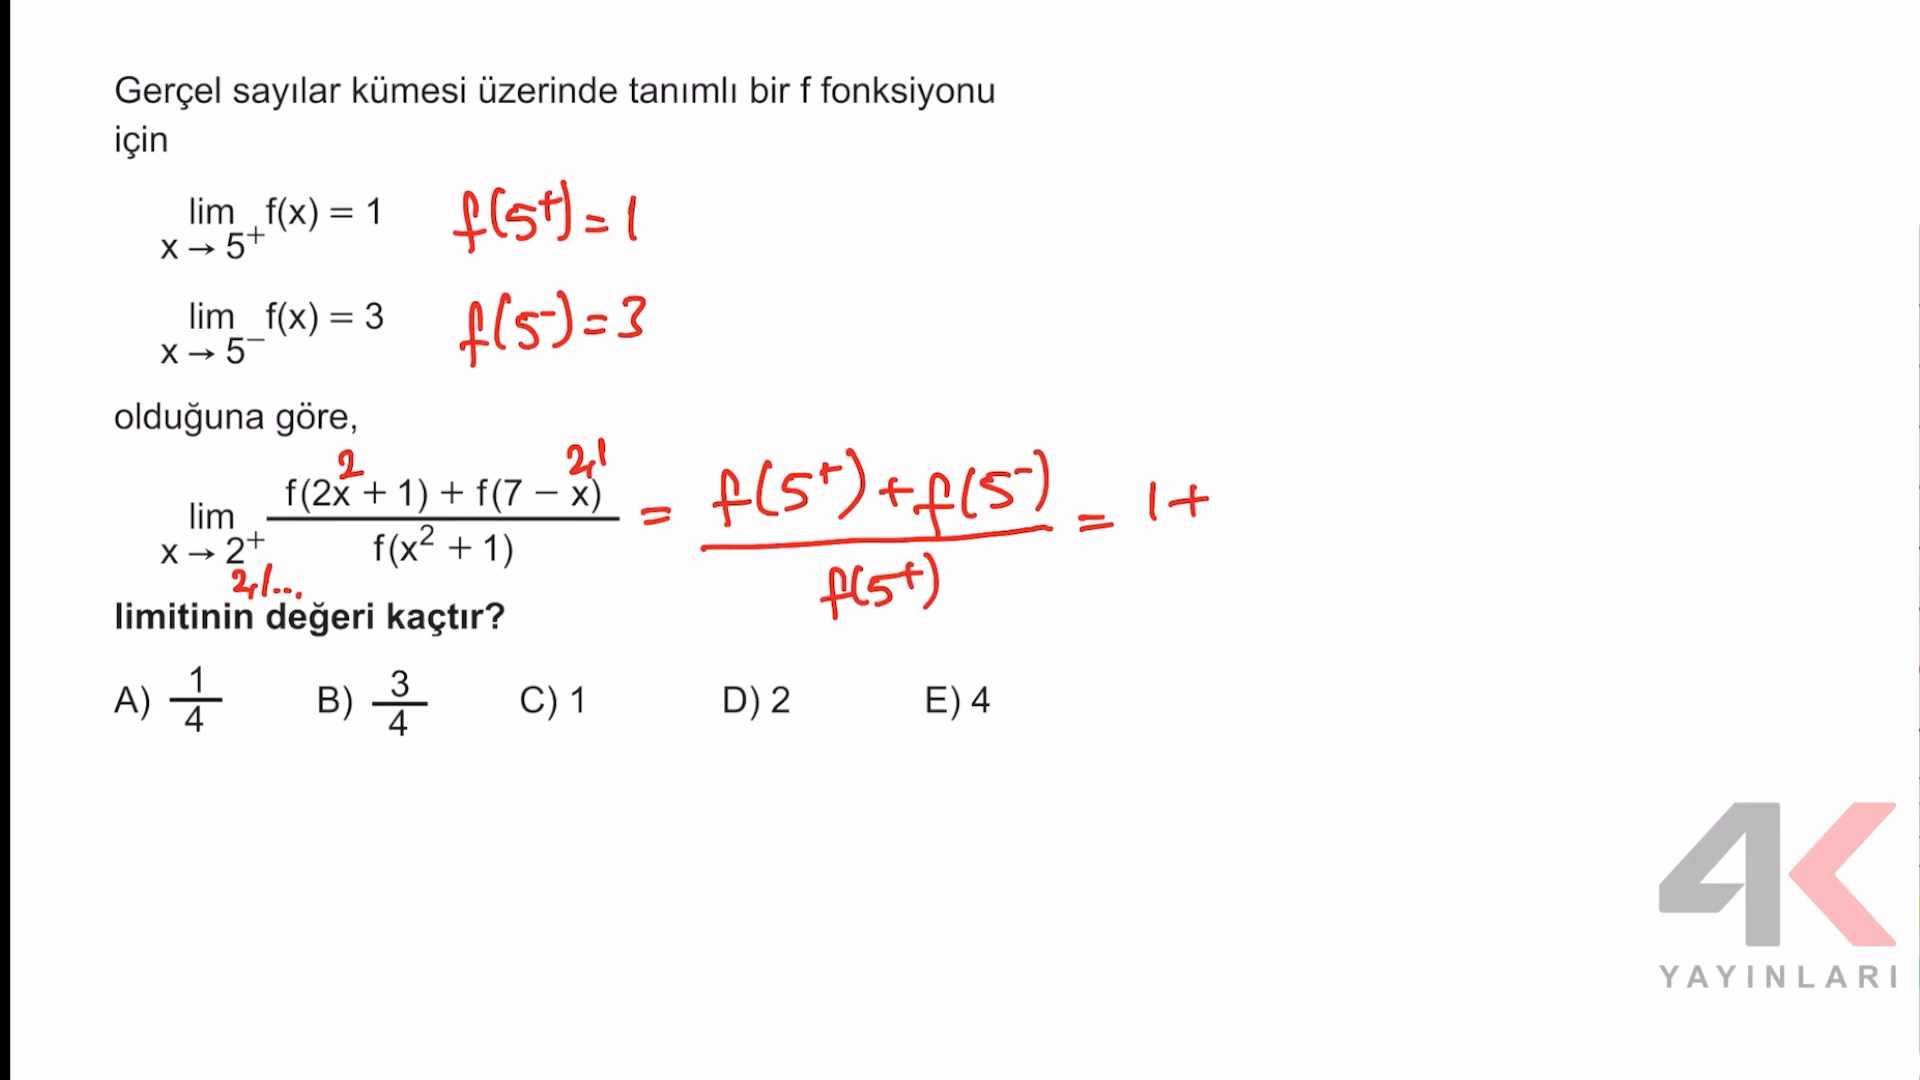 Gerçel sayılar kümesi üzerinde tanımlı bir f fonksiyonu
için
lim f(x) = 1 f(5⁺) = 1
x → 5⁺
lim f(x) = 3 f(5⁻) = 3
x → 5⁻
olduğuna göre,
2 2,1
f(2x + 1) + f(7 − x) = f(5⁺) + f(5⁻) = 1 +
lim
x → 2⁺ f(x² + 1) f(5⁺)
2,1...
limitinin değeri kaçtır?
A) 1/4 B) 3/4 C) 1 D) 2 E) 4
4K
YAYINLARI